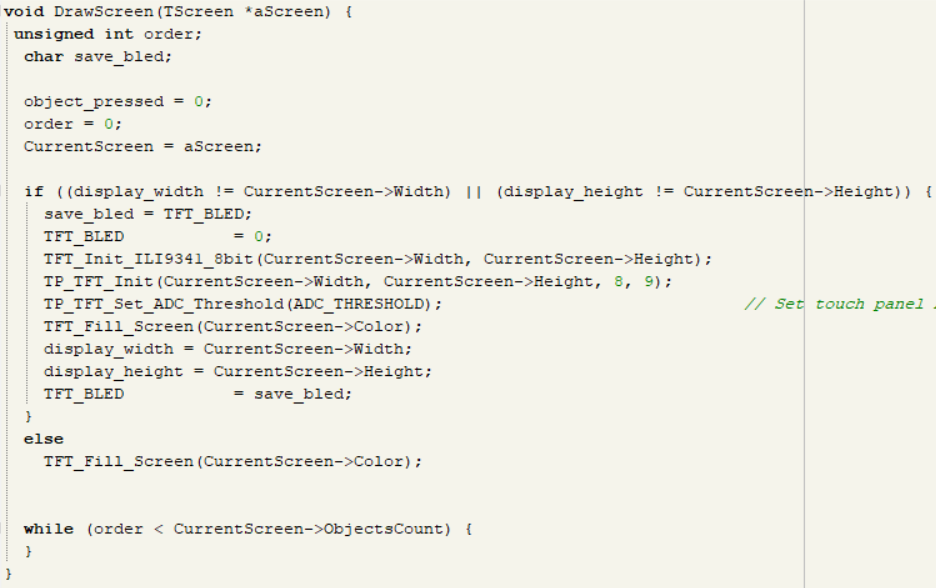 void DrawScreen(TScreen *aScreen) {
unsigned int order;
char save_bled;
object_pressed = 0;
order = 0;
CurrentScreen = aScreen;
if ((display_width != CurrentScreen->Width) || (display_height != CurrentScreen->Height)) {
save_bled = TFT_BLED;
TFT_BLED = 0;
TFT_Init_ILI9341_8bit(CurrentScreen->Width, CurrentScreen->Height);
TP_TFT_Init(CurrentScreen->Width, CurrentScreen->Height, 8, 9);
TP_TFT_Set_ADC_Threshold(ADC_THRESHOLD); // Set touch panel
TFT_Fill_Screen(CurrentScreen->Color);
display_width = CurrentScreen->Width;
display_height = CurrentScreen->Height;
TFT_BLED = save_bled;
}
else
TFT_Fill_Screen(CurrentScreen->Color);
while (order < CurrentScreen->ObjectsCount) {
}
}